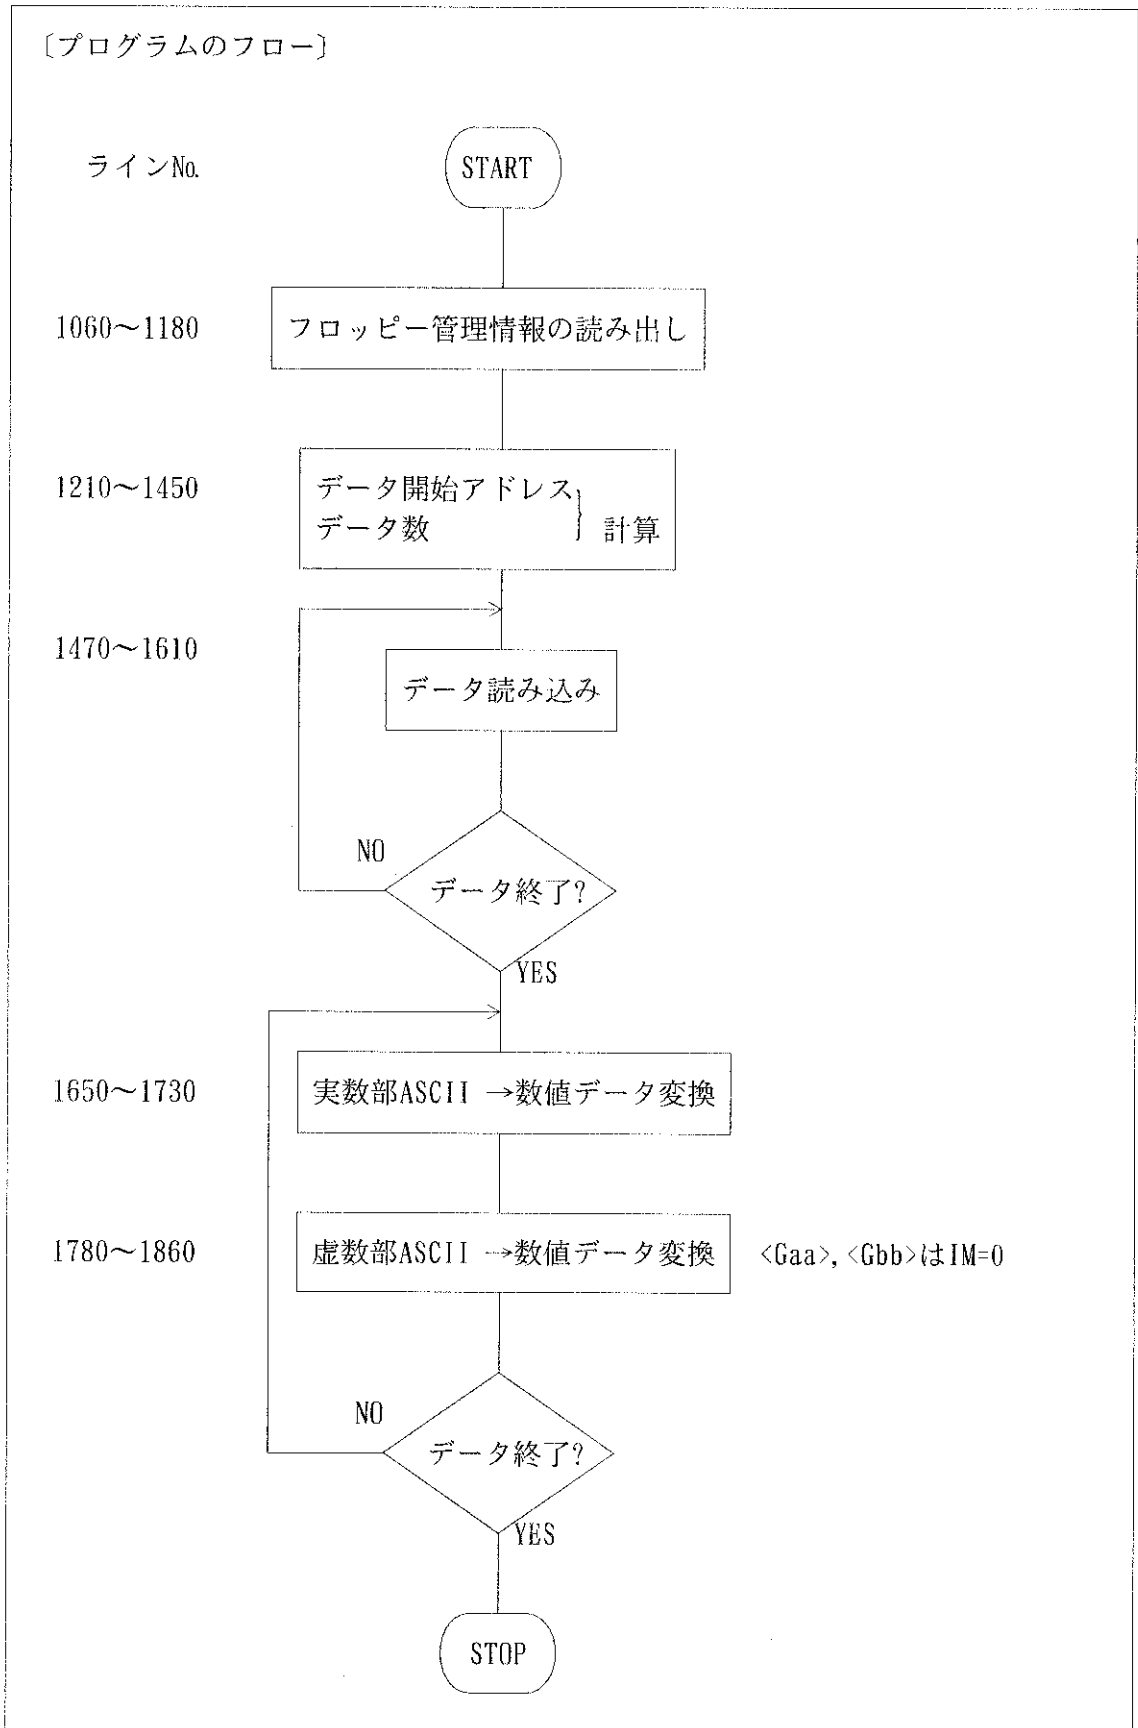 〔プログラムのフロー〕
ラインNo.
START
1060〜1180
フロッピー管理情報の読み出し
1210〜1450
データ開始アドレス
データ数
計算
1470〜1610
データ読み込み
NO
データ終了?
YES
1650〜1730
実数部ASCII →数値データ変換
1780〜1860
虚数部ASCII →数値データ変換
<Gaa>, <Gbb>はIM=0
NO
データ終了?
YES
STOP